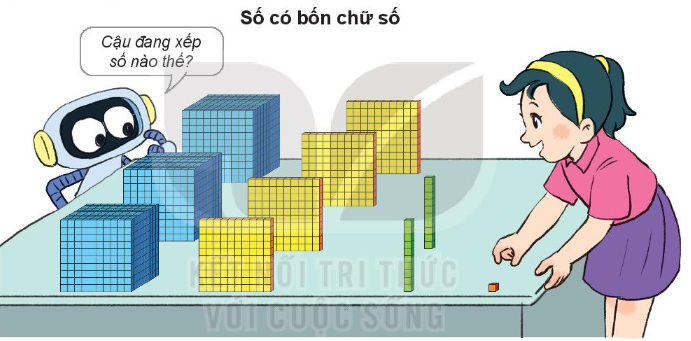 Số có bốn chữ số
Cậu đang xếp
số nào thế?
KẾT NỐI TRI THỨC
VỚI CUỘC SỐNG